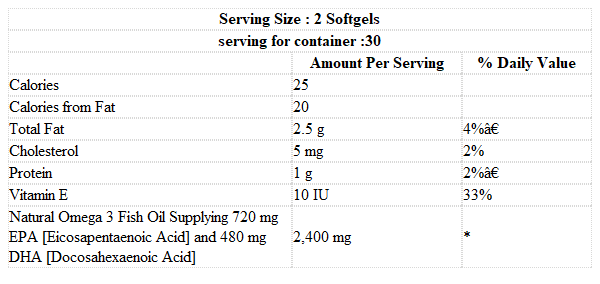 Serving Size : 2 Softgels
serving for container :30
Amount Per Serving % Daily Value
Calories 25
Calories from Fat 20
Total Fat 2.5 g 4%â€
Cholesterol 5 mg 2%
Protein 1 g 2%â€
Vitamin E 10 IU 33%
Natural Omega 3 Fish Oil Supplying 720 mg
EPA [Eicosapentaenoic Acid] and 480 mg 2,400 mg *
DHA [Docosahexaenoic Acid]